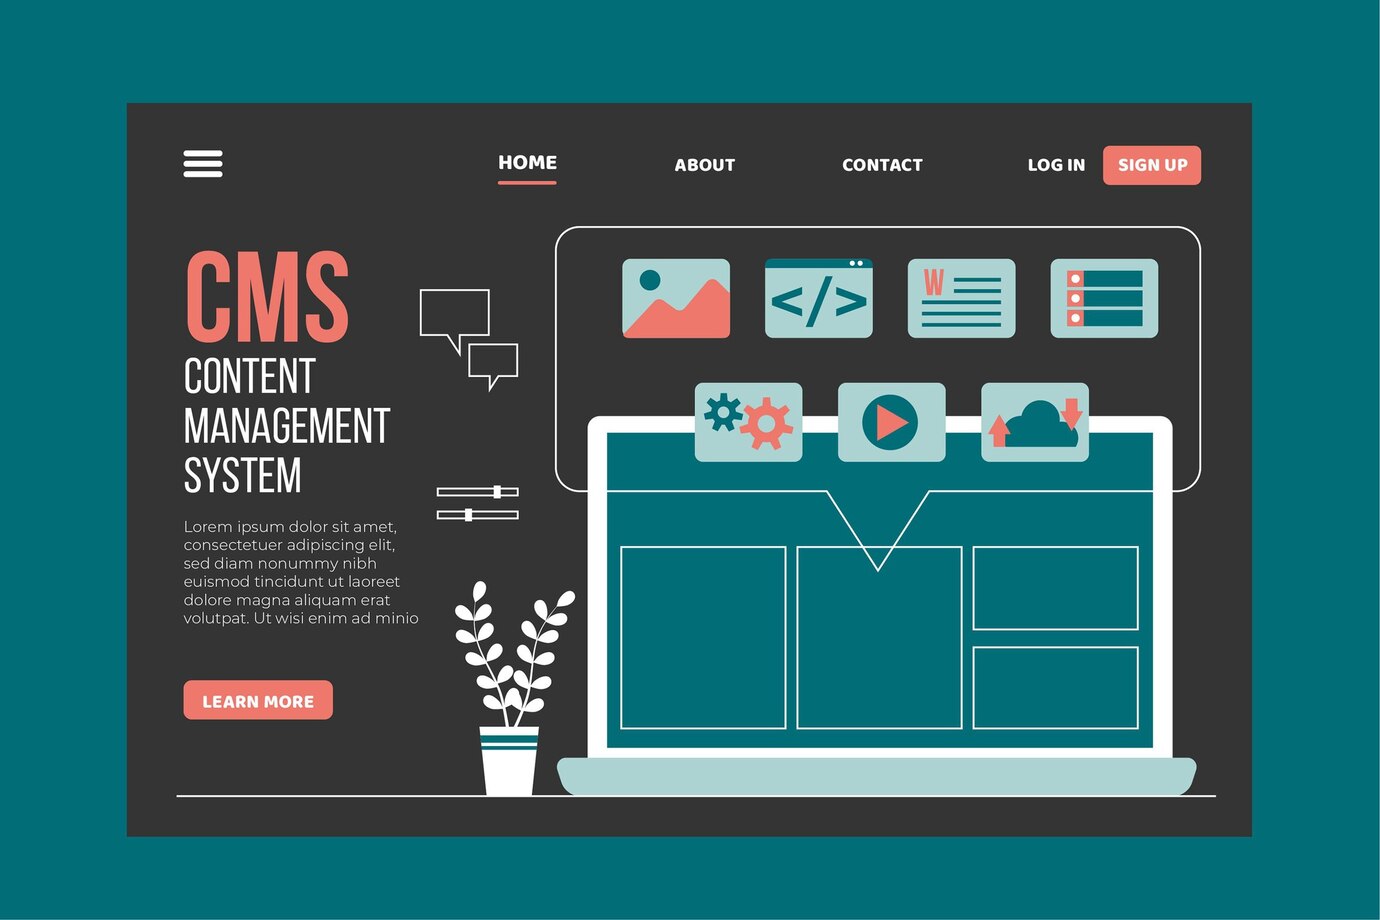 HOME
ABOUT
CONTACT
LOG IN
SIGN UP
CMS
CONTENT
MANAGEMENT
SYSTEM
Lorem ipsum dolor sit amet,
consectetuer adipiscing elit,
sed diam nonummy nibh
euismod tincidunt ut laoreet
dolore magna aliquam erat
volutpat. Ut wisi enim ad minio
LEARN MORE
</>
W